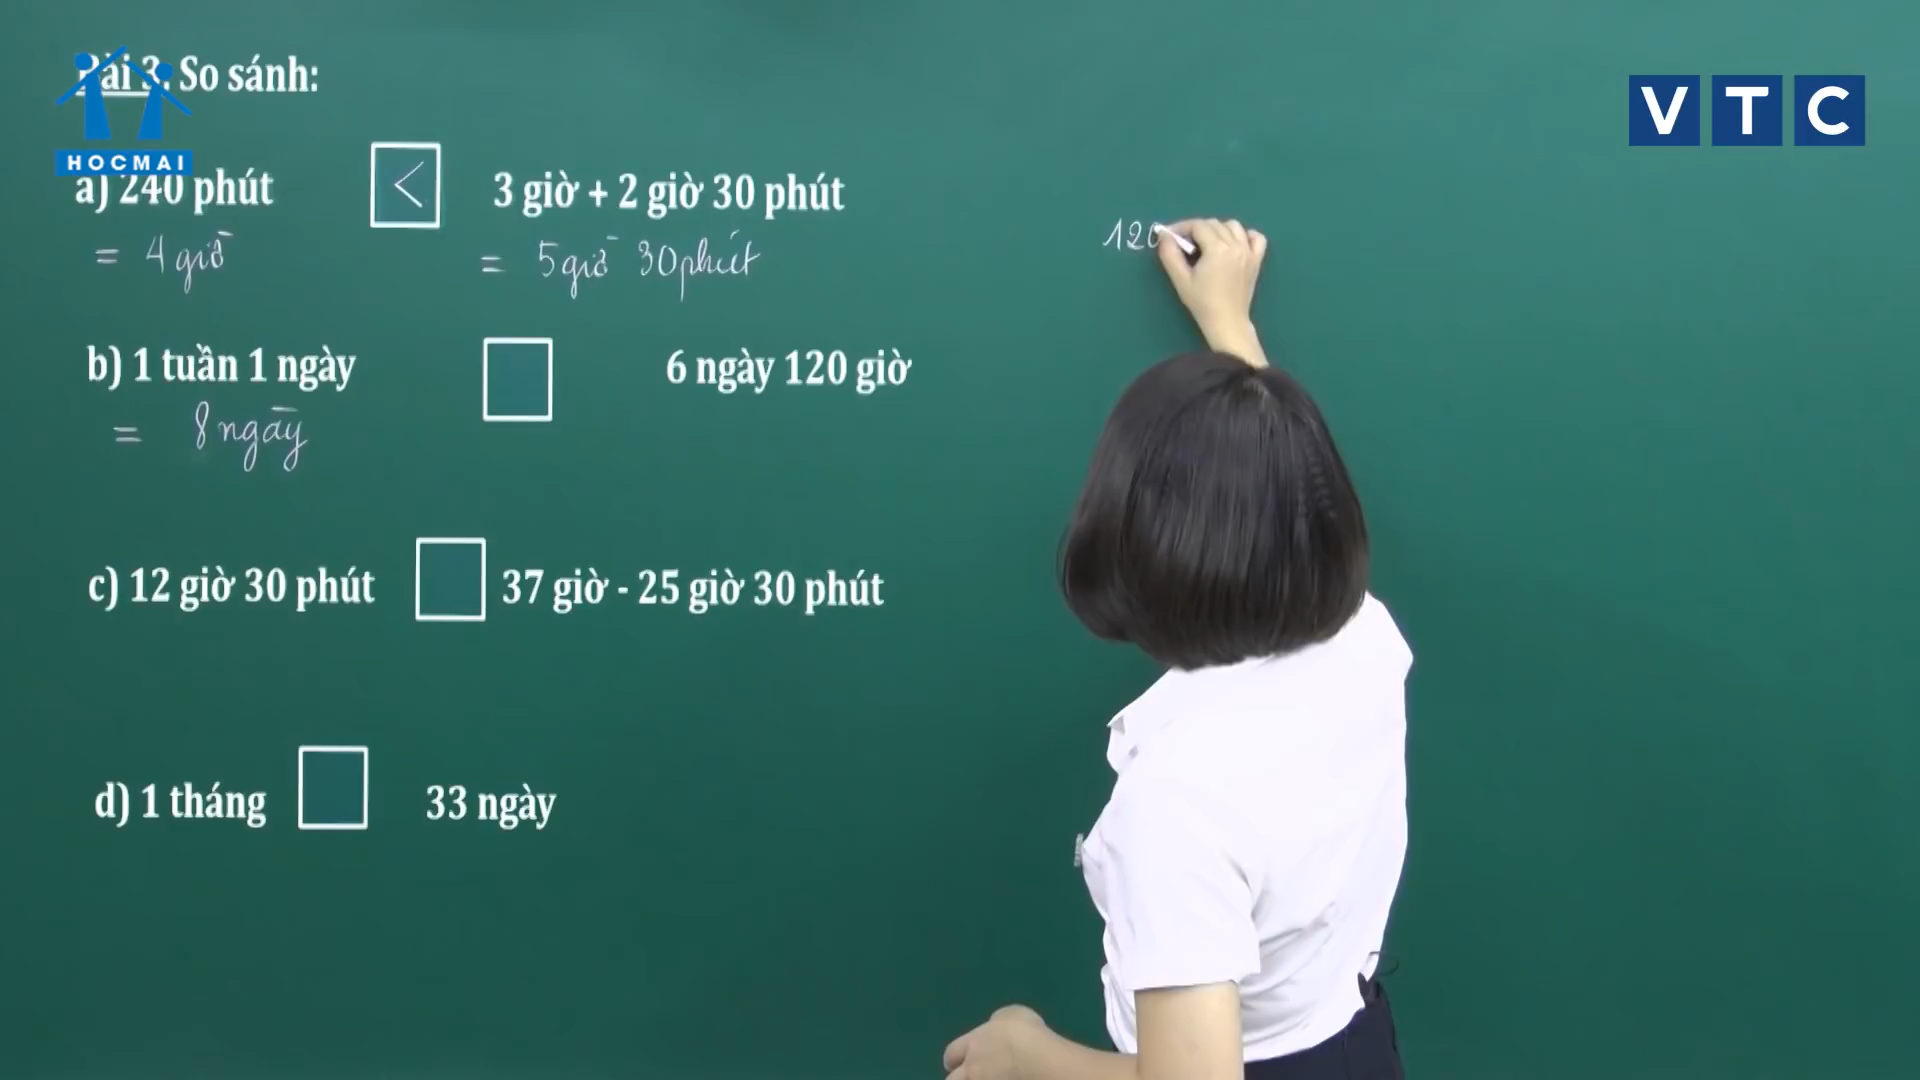 Bài 3. So sánh:
HOCMAI
VTC
a) 240 phút < 3 giờ + 2 giờ 30 phút
= 4 giờ = 5 giờ 30 phút
120
b) 1 tuần 1 ngày 6 ngày 120 giờ
= 8 ngày
c) 12 giờ 30 phút 37 giờ - 25 giờ 30 phút
d) 1 tháng 33 ngày